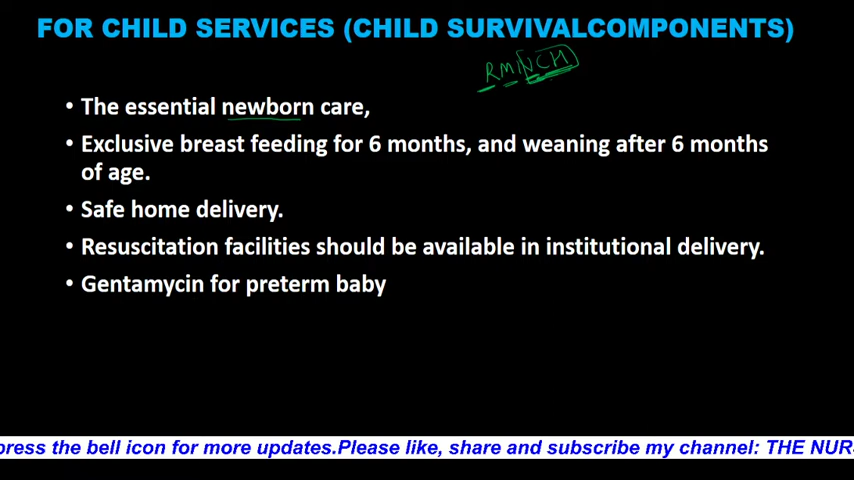 FOR CHILD SERVICES (CHILD SURVIVALCOMPONENTS)
RMNCH
• The essential newborn care,
• Exclusive breast feeding for 6 months, and weaning after 6 months
of age.
• Safe home delivery.
• Resuscitation facilities should be available in institutional delivery.
• Gentamycin for preterm baby
press the bell icon for more updates.Please like, share and subscribe my channel: THE NUR